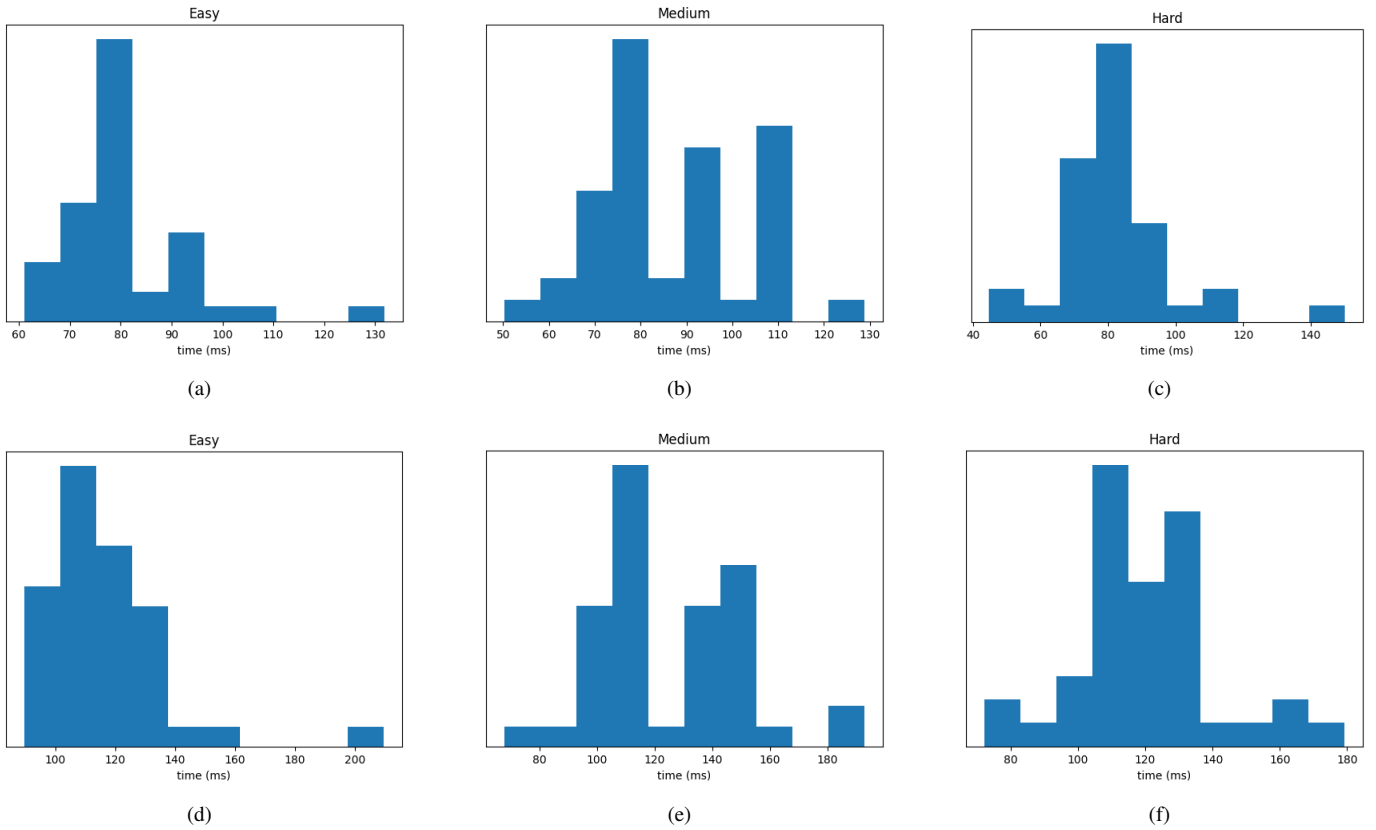 Easy
Medium
Hard
60 70 80 90 100 110 120 130
50 60 70 80 90 100 110 120 130
40 60 80 100 120 140
time (ms)
time (ms)
time (ms)
(a)
(b)
(c)
Easy
Medium
Hard
100 120 140 160 180 200
80 100 120 140 160 180
80 100 120 140 160 180
time (ms)
time (ms)
time (ms)
(d)
(e)
(f)